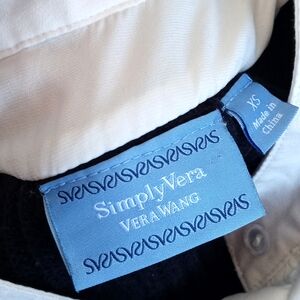 SimplyVera
VERA WANG
XS
Made in
China